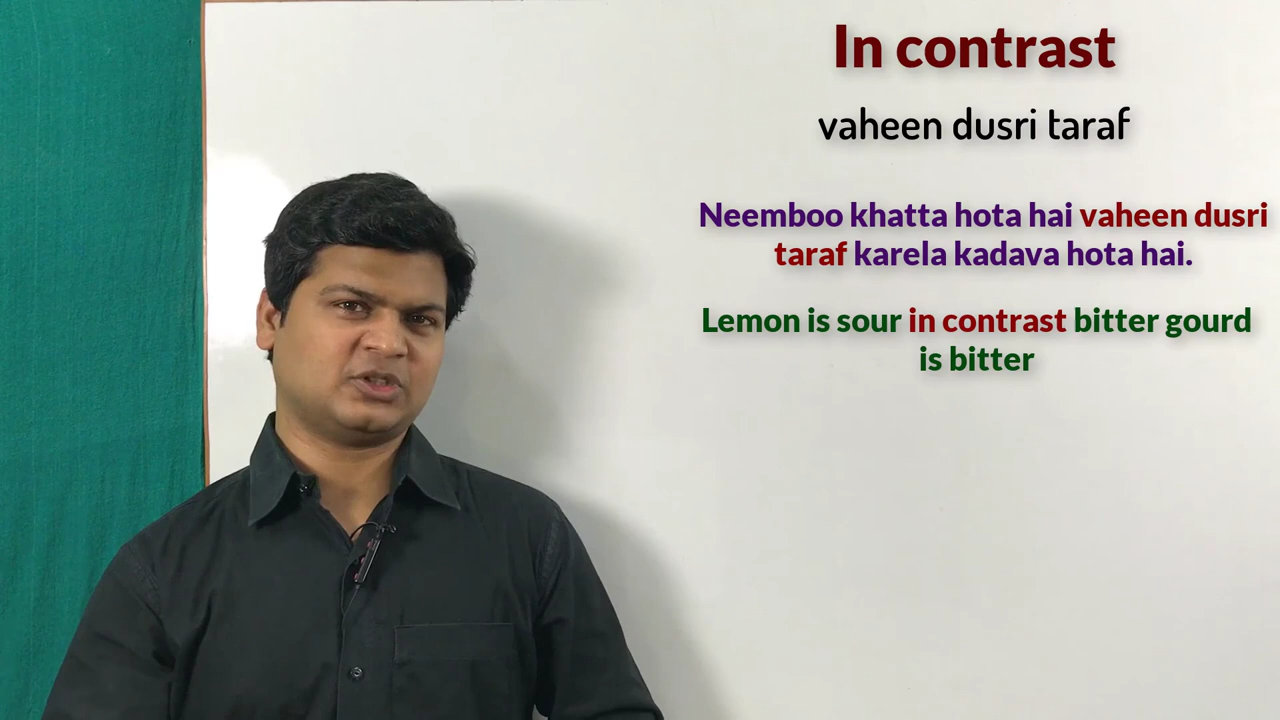 In contrast
vaheen dusri taraf
Neemboo khatta hota hai vaheen dusri
taraf karela kadava hota hai.
Lemon is sour in contrast bitter gourd
is bitter